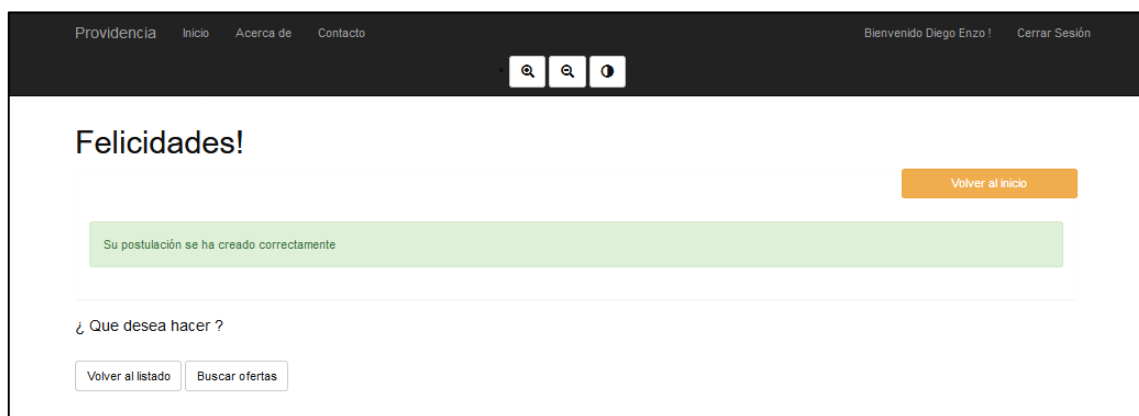 Providencia Inicio Acerca de Contacto Bienvenido Diego Enzo ! Cerrar Sesión
Felicidades!
Volver al inicio
Su postulación se ha creado correctamente
¿ Que desea hacer ?
Volver al listado Buscar ofertas